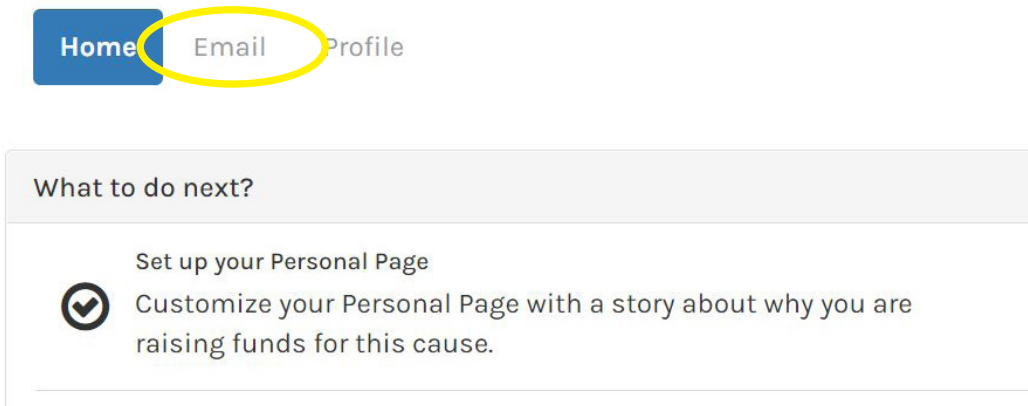 Home Email Profile
What to do next?
Set up your Personal Page
Customize your Personal Page with a story about why you are
raising funds for this cause.